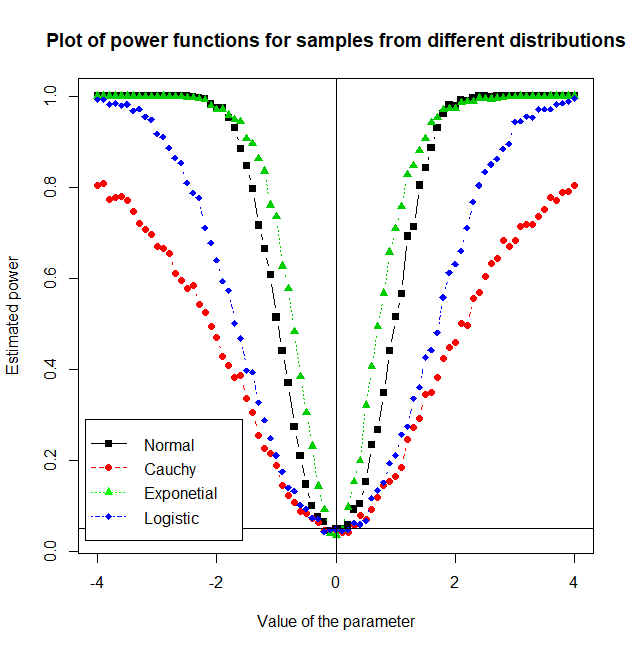 Plot of power functions for samples from different distributions
Estimated power
1.0
0.8
0.6
0.4
0.2
0.0
Normal
Cauchy
Exponetial
Logistic
-4 -2 0 2 4
Value of the parameter